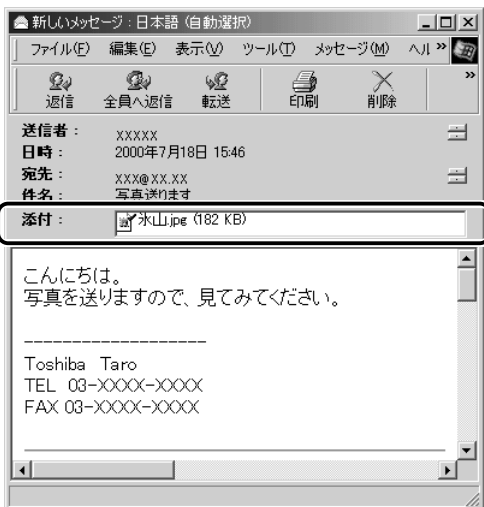 新しいメッセージ : 日本語 (自動選択)
ファイル(F) 編集(E) 表示(V) ツール(T) メッセージ(M) ヘル »
返信 全員へ返信 転送 印刷 削除 »
送信者 : xxxxx
日時 : 2000年7月18日 15:46
宛先 : xxx@xx.xx
件名 : 写真送ります
添付 : 氷山.jpg (182 KB)
こんにちは。
写真を送りますので、見てみてください。
--------------------
Toshiba Taro
TEL 03-XXXX-XXXX
FAX 03-XXXX-XXXX